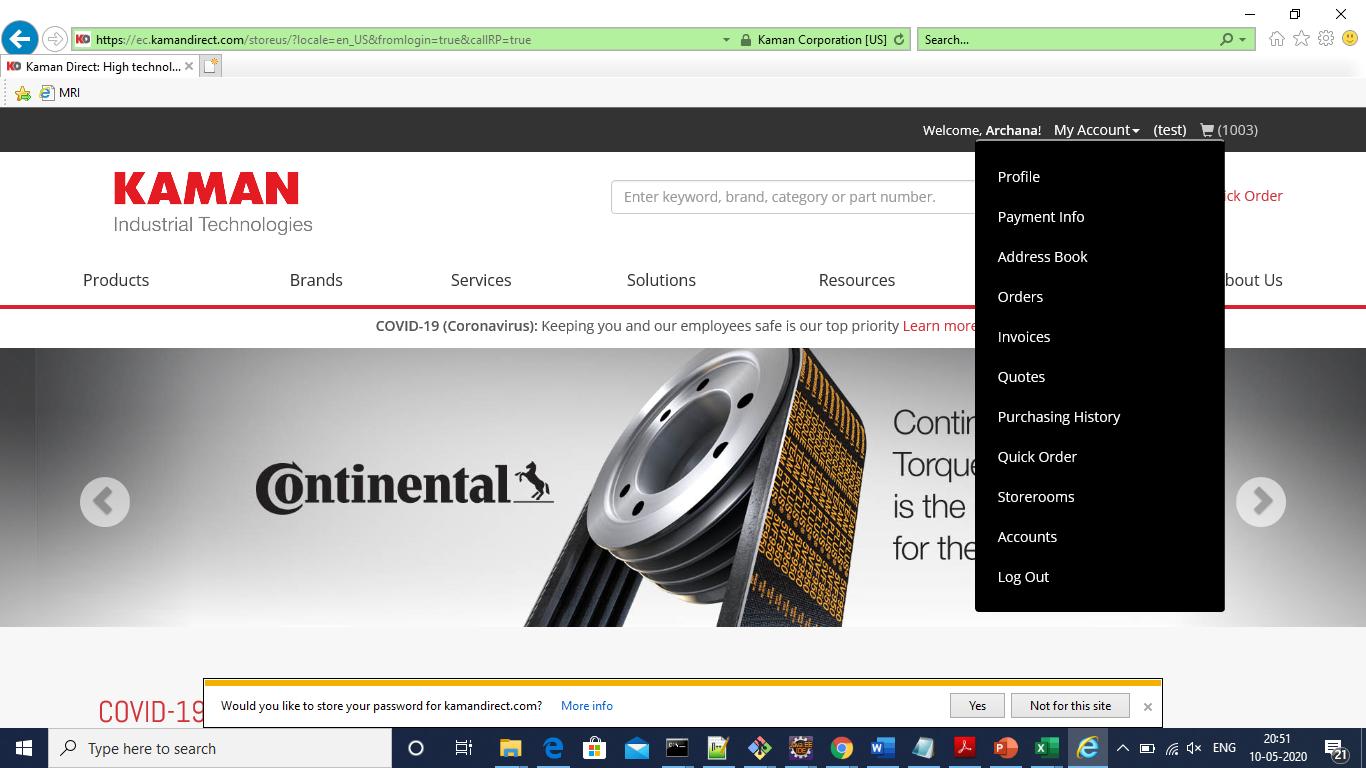 https://ec.kamandirect.com/storeus/?locale=en_US&fromlogin=true&callRP=true
Kaman Corporation [US]
Search...
KD Kaman Direct: High technol...
MRI
Welcome, Archana! My Account (test) (1003)
KAMAN
Industrial Technologies
Enter keyword, brand, category or part number.
ick Order
Products Brands Services Solutions Resources bout Us
COVID-19 (Coronavirus): Keeping you and our employees safe is our top priority Learn more
Profile
Payment Info
Address Book
Orders
Invoices
Quotes
Purchasing History
Quick Order
Storerooms
Accounts
Log Out
Continental
Contin
Torque
is the
for the
COVID-19
Would you like to store your password for kamandirect.com? More info Yes Not for this site
Type here to search
ENG
20:51
10-05-2020
21